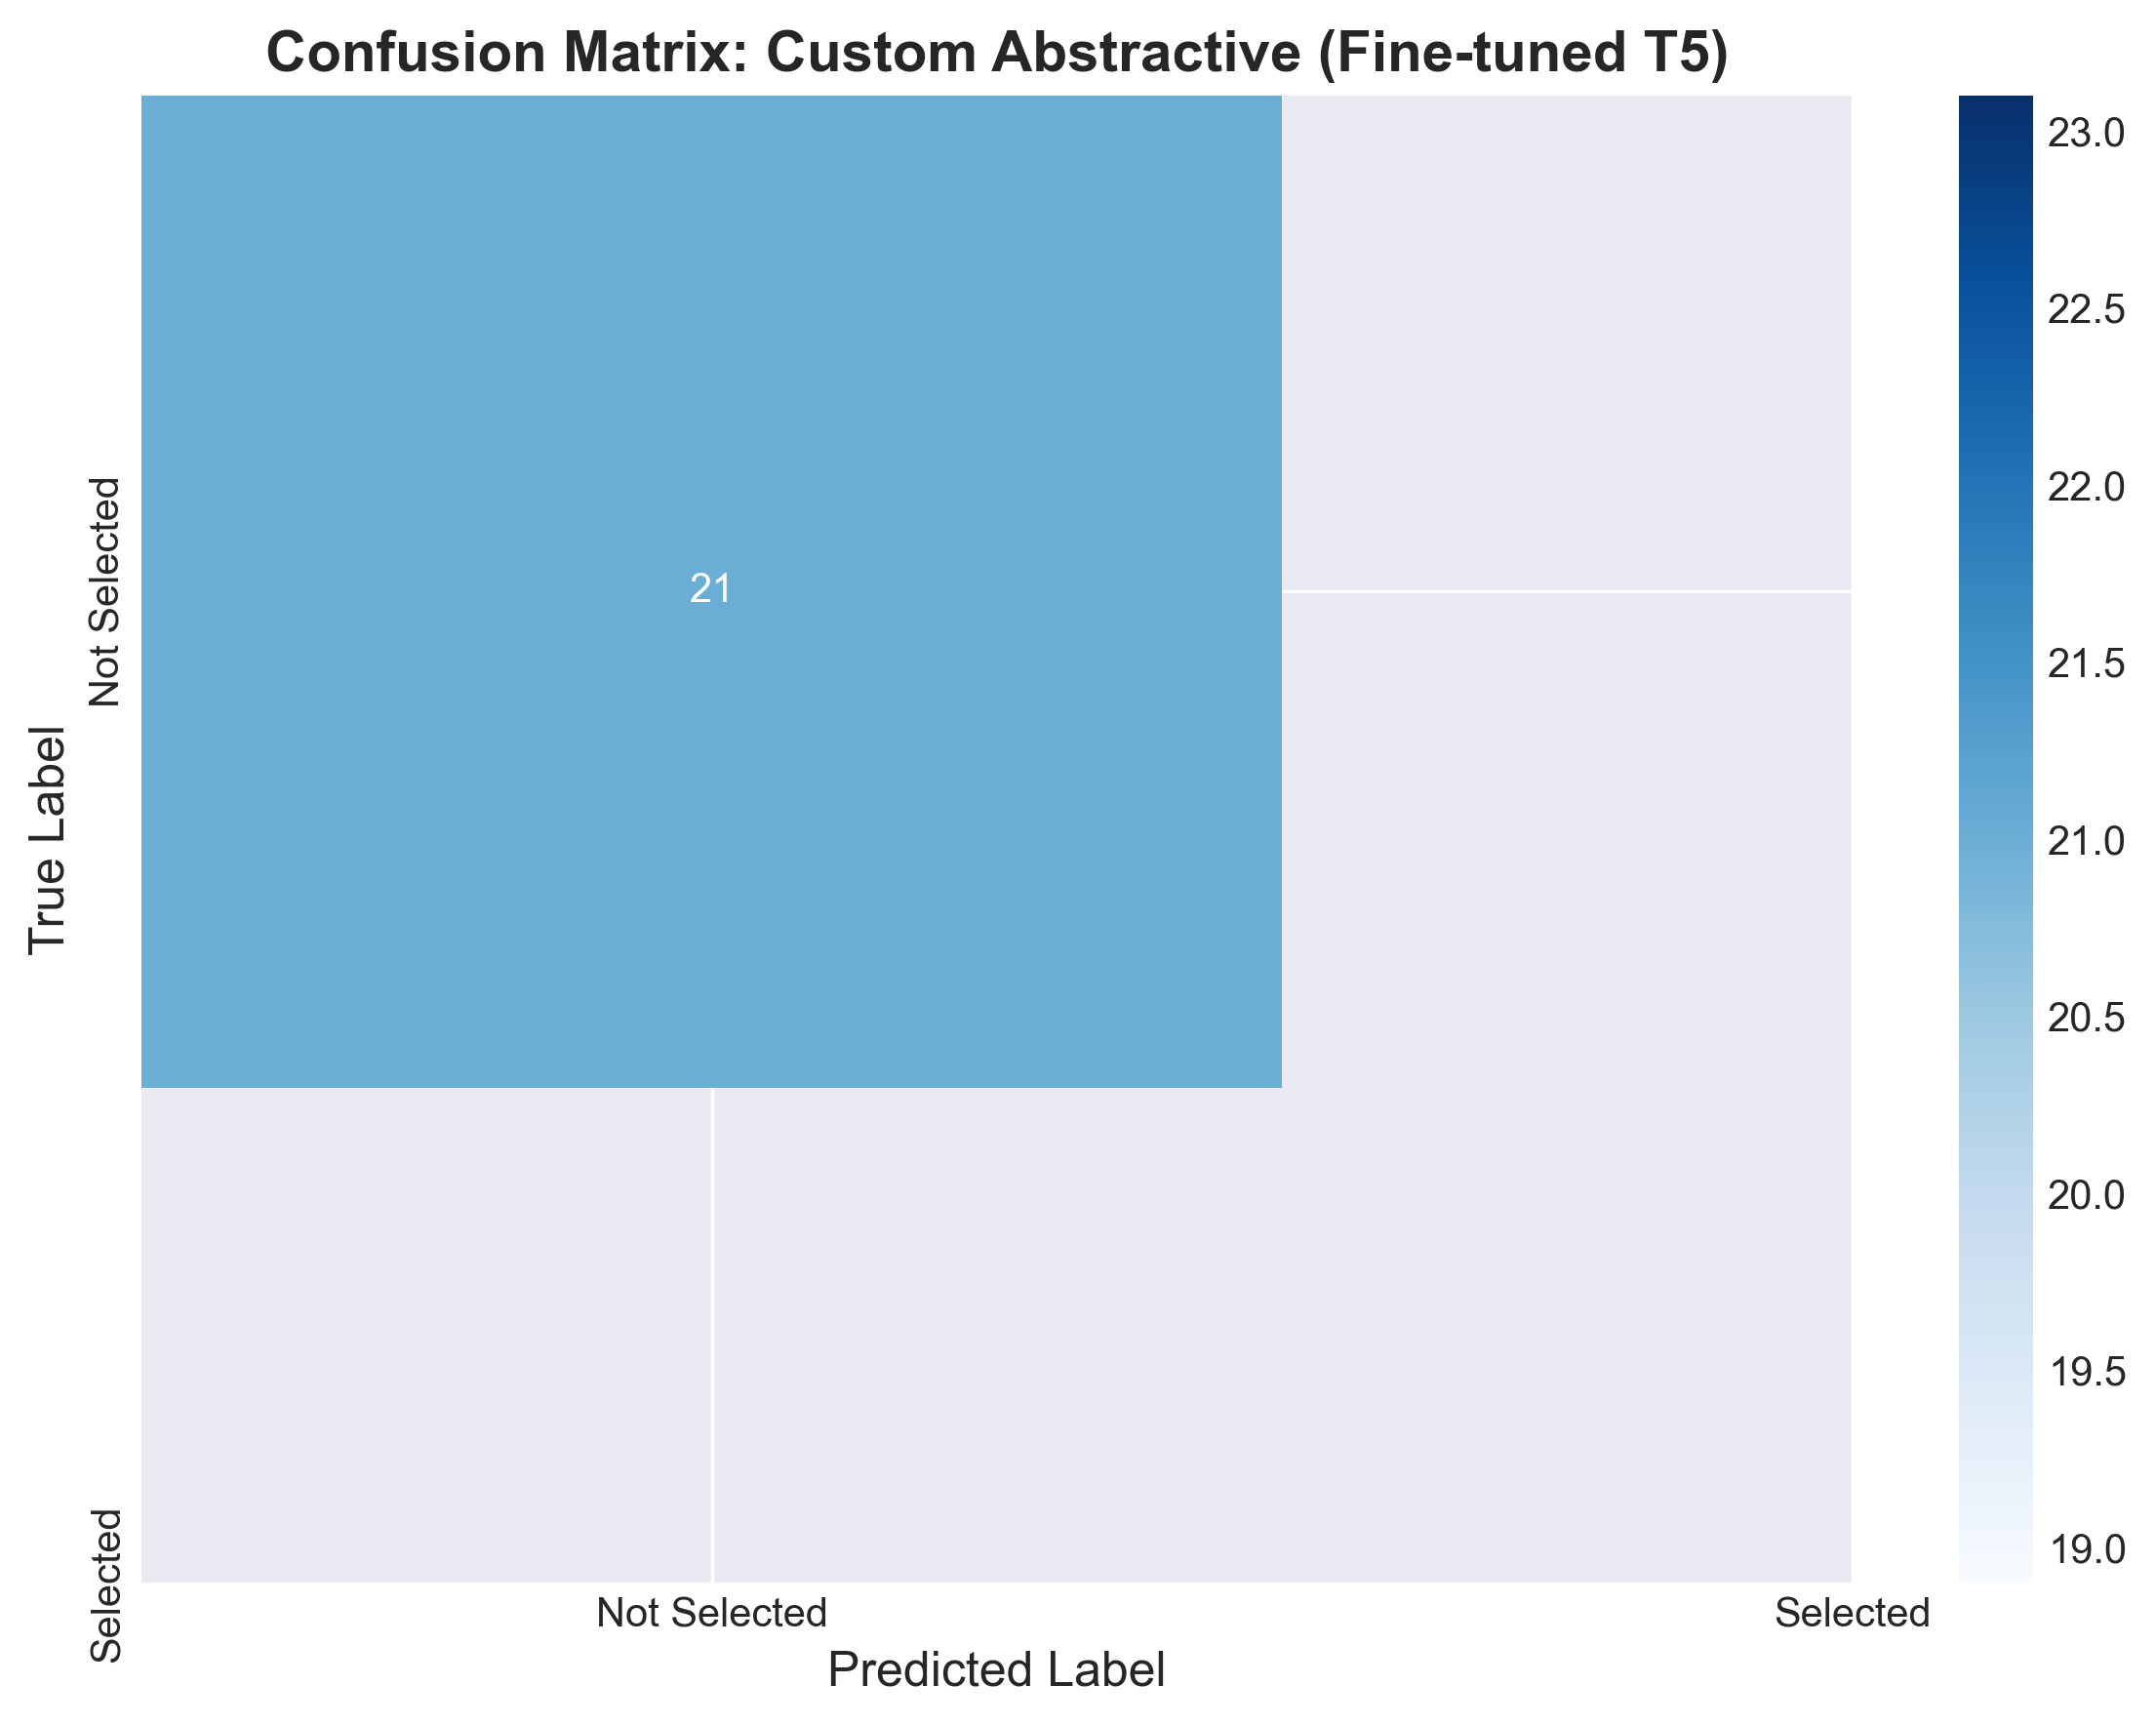 Confusion Matrix: Custom Abstractive (Fine-tuned T5)
True Label
Not Selected
Selected
21
Not Selected
Selected
Predicted Label
23.0
22.5
22.0
21.5
21.0
20.5
20.0
19.5
19.0